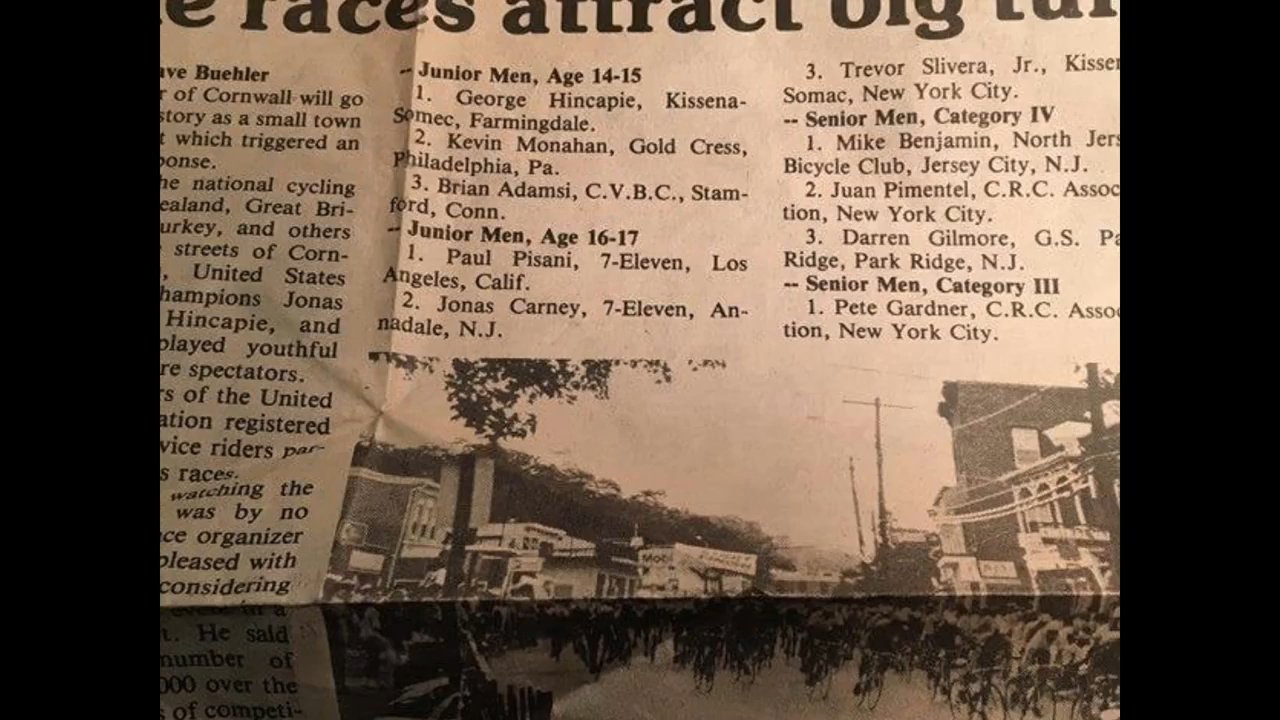 races attract big
ave Buehler
r of Cornwall will go
story as a small town
t which triggered an
ponse.
he national cycling
ealand, Great Bri-
urkey, and others
streets of Corn-
, United States
hampions Jonas
Hincapie, and
played youthful
re spectators.
rs of the United
ation registered
vice riders par-
s races.
watching the
was by no
ce organizer
pleased with
considering
t. He said
number of
000 over the
s of competi-
-- Junior Men, Age 14-15
1. George Hincapie, Kissena-
Somec, Farmingdale.
2. Kevin Monahan, Gold Cress,
Philadelphia, Pa.
3. Brian Adamsi, C.V.B.C., Stam-
ford, Conn.
-- Junior Men, Age 16-17
1. Paul Pisani, 7-Eleven, Los
Angeles, Calif.
2. Jonas Carney, 7-Eleven, An-
nadale, N.J.
3. Trevor Slivera, Jr., Kisse
Somac, New York City.
-- Senior Men, Category IV
1. Mike Benjamin, North Jers
Bicycle Club, Jersey City, N.J.
2. Juan Pimentel, C.R.C. Assoc
tion, New York City.
3. Darren Gilmore, G.S. Pa
Ridge, Park Ridge, N.J.
-- Senior Men, Category III
1. Pete Gardner, C.R.C. Assoc
tion, New York City.
Mobil